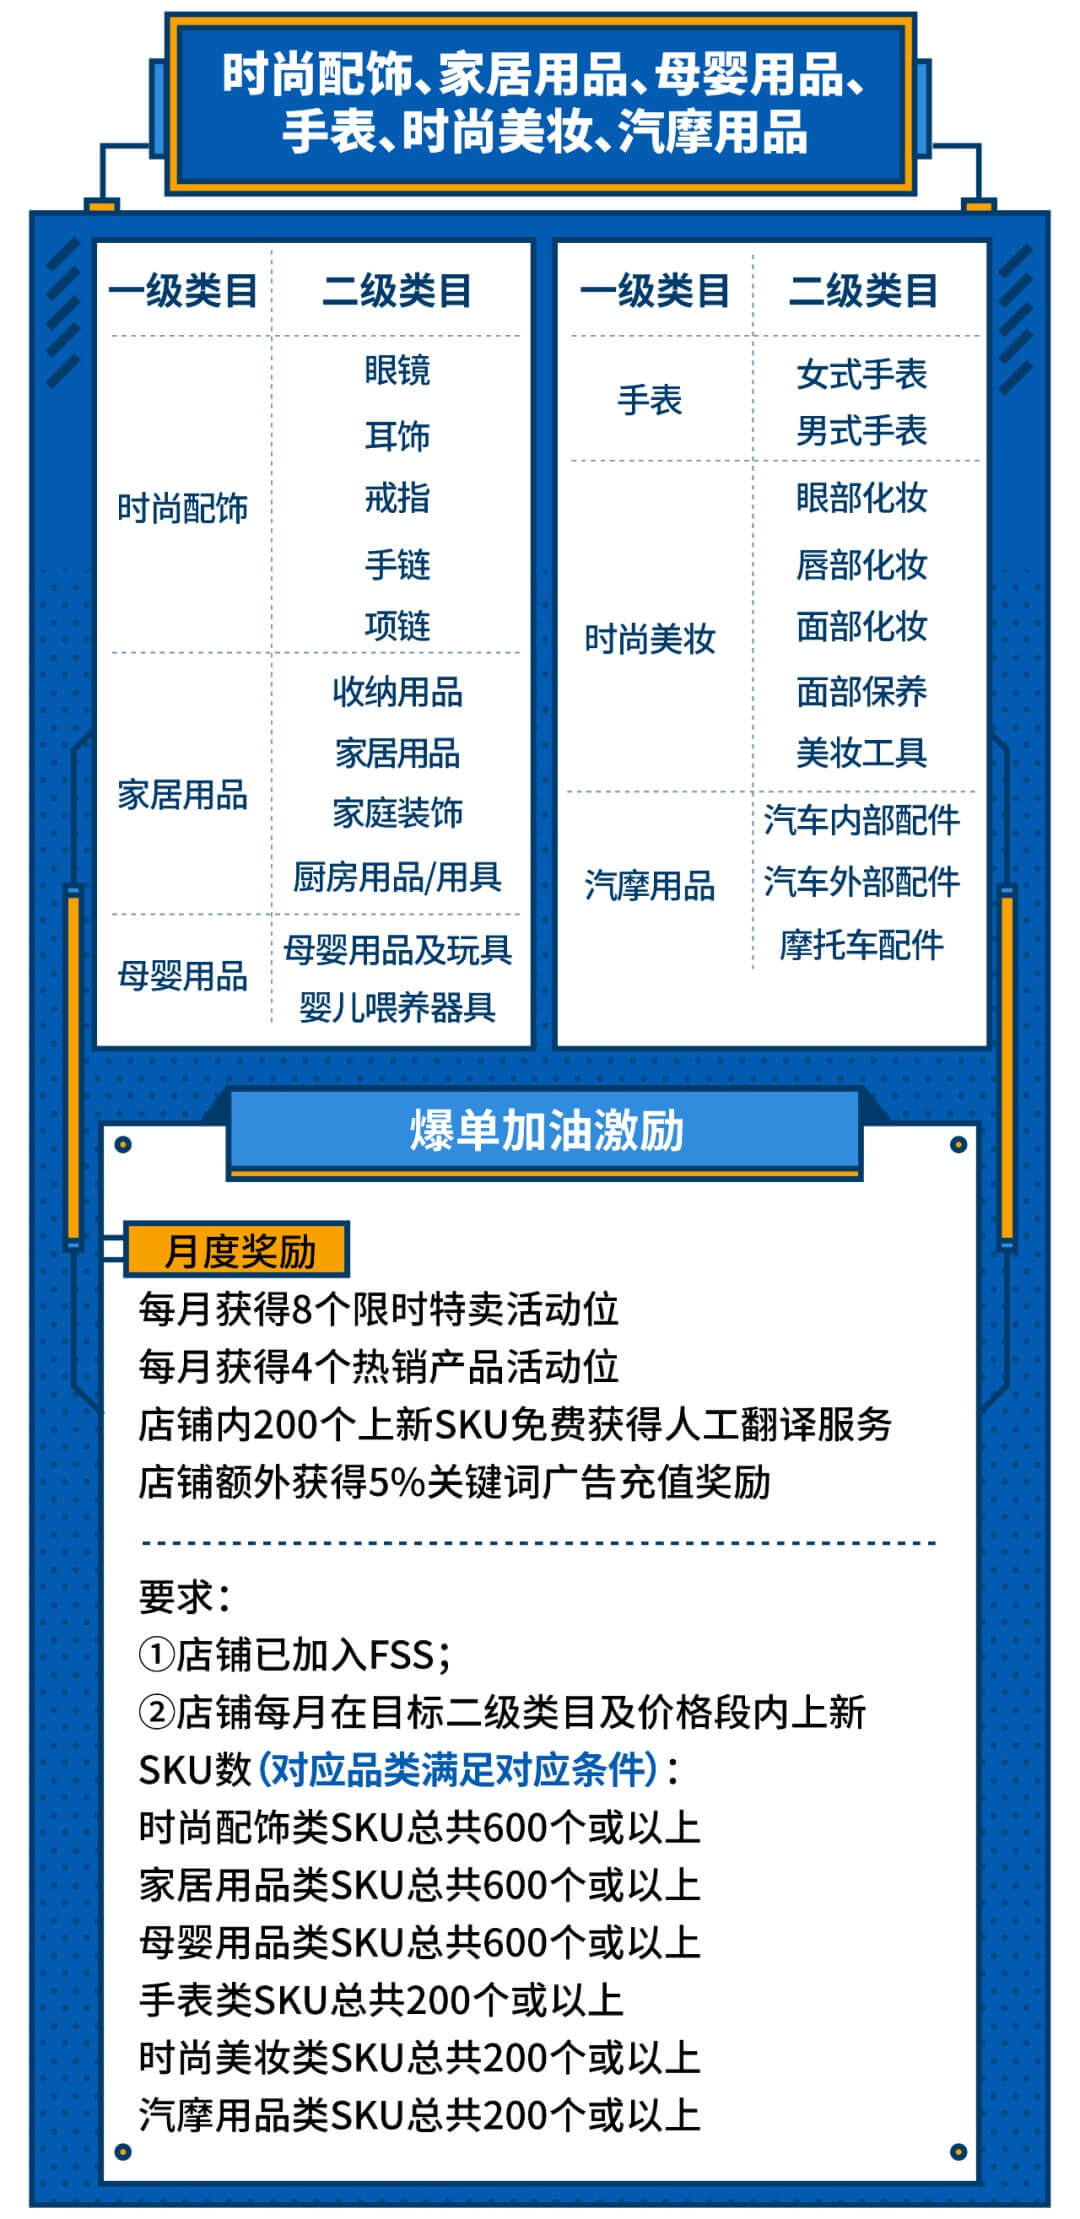 时尚配饰、家居用品、母婴用品、
手表、时尚美妆、汽摩用品
一级类目 二级类目
时尚配饰
眼镜
耳饰
戒指
手链
项链
家居用品
收纳用品
家居用品
家庭装饰
厨房用品/用具
母婴用品
母婴用品及玩具
婴儿喂养器具
一级类目 二级类目
手表
女式手表
男式手表
时尚美妆
眼部化妆
唇部化妆
面部化妆
面部保养
美妆工具
汽摩用品
汽车内部配件
汽车外部配件
摩托车配件
爆单加油激励
月度奖励
每月获得8个限时特卖活动位
每月获得4个热销产品活动位
店铺内200个上新SKU免费获得人工翻译服务
店铺额外获得5%关键词广告充值奖励
要求：
①店铺已加入FSS；
②店铺每月在目标二级类目及价格段内上新
SKU数（对应品类满足对应条件）：
时尚配饰类SKU总共600个或以上
家居用品类SKU总共600个或以上
母婴用品类SKU总共600个或以上
手表类SKU总共200个或以上
时尚美妆类SKU总共200个或以上
汽摩用品类SKU总共200个或以上